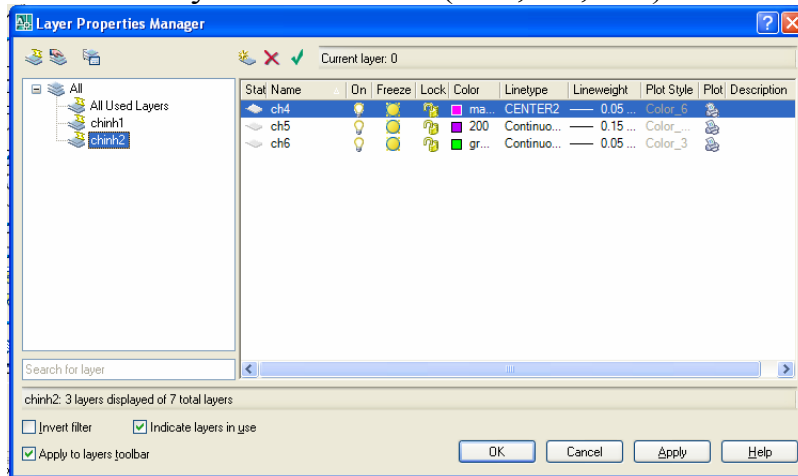 Layer Properties Manager
Current layer: 0
All
All Used Layers
chinh1
chinh2
Stat Name On Freeze Lock Color Linetype Lineweight Plot Style Plot Description
ch4 ma... CENTER2 0.05 ... Color_6
ch5 200 Continuo... 0.15 ... Color_...
ch6 gr... Continuo... 0.05 ... Color_3
Search for layer
chinh2: 3 layers displayed of 7 total layers
Invert filter Indicate layers in use
Apply to layers toolbar
OK Cancel Apply Help